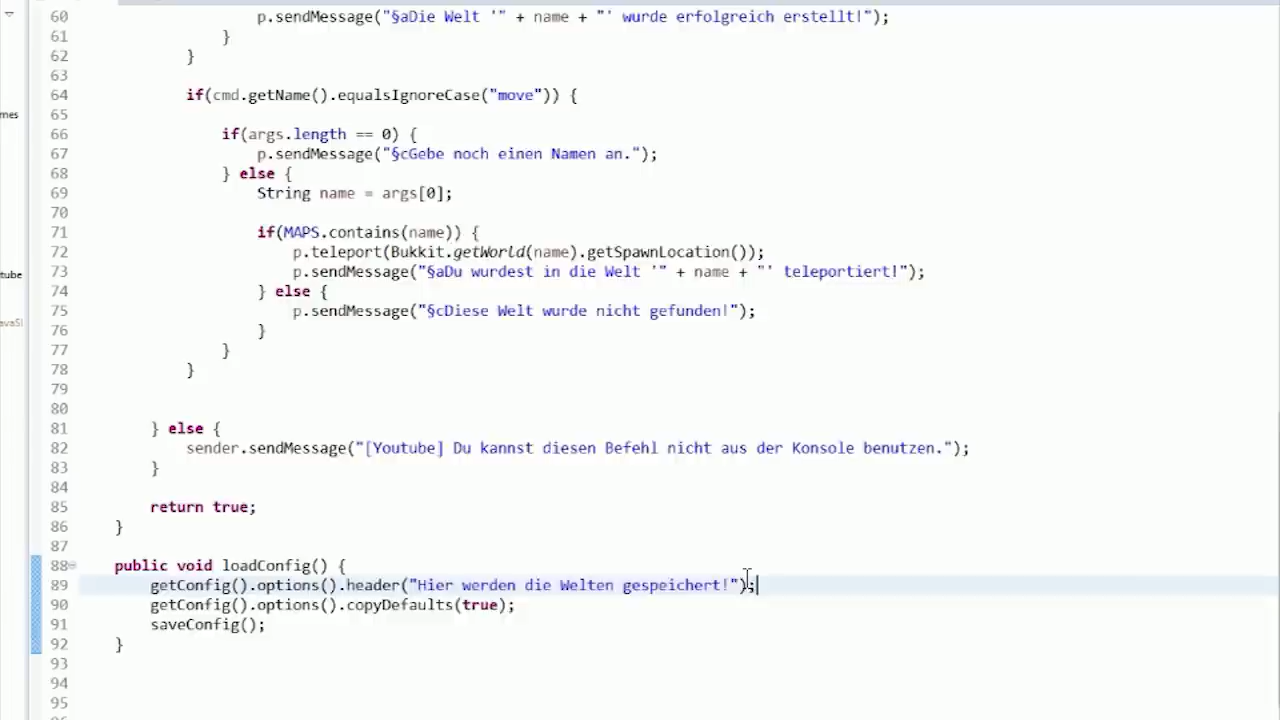 60 p.sendMessage("§aDie Welt '" + name + "' wurde erfolgreich erstellt!");
61 }
62 }
63
64 if(cmd.getName().equalsIgnoreCase("move")) {
mes
65
66 if(args.length == 0) {
67 p.sendMessage("§cGebe noch einen Namen an.");
68 } else {
69 String name = args[0];
70
71 if(MAPS.contains(name)) {
72 p.teleport(Bukkit.getWorld(name).getSpawnLocation());
tube
73 p.sendMessage("§aDu wurdest in die Welt '" + name + "' teleportiert!");
74 } else {
75 p.sendMessage("§cDiese Welt wurde nicht gefunden!");
avaSI
76 }
77 }
78 }
79
80
81 } else {
82 sender.sendMessage("[Youtube] Du kannst diesen Befehl nicht aus der Konsole benutzen.");
83 }
84
85 return true;
86 }
87
88 public void loadConfig() {
89 getConfig().options().header("Hier werden die Welten gespeichert!");
90 getConfig().options().copyDefaults(true);
91 saveConfig();
92 }
93
94
95